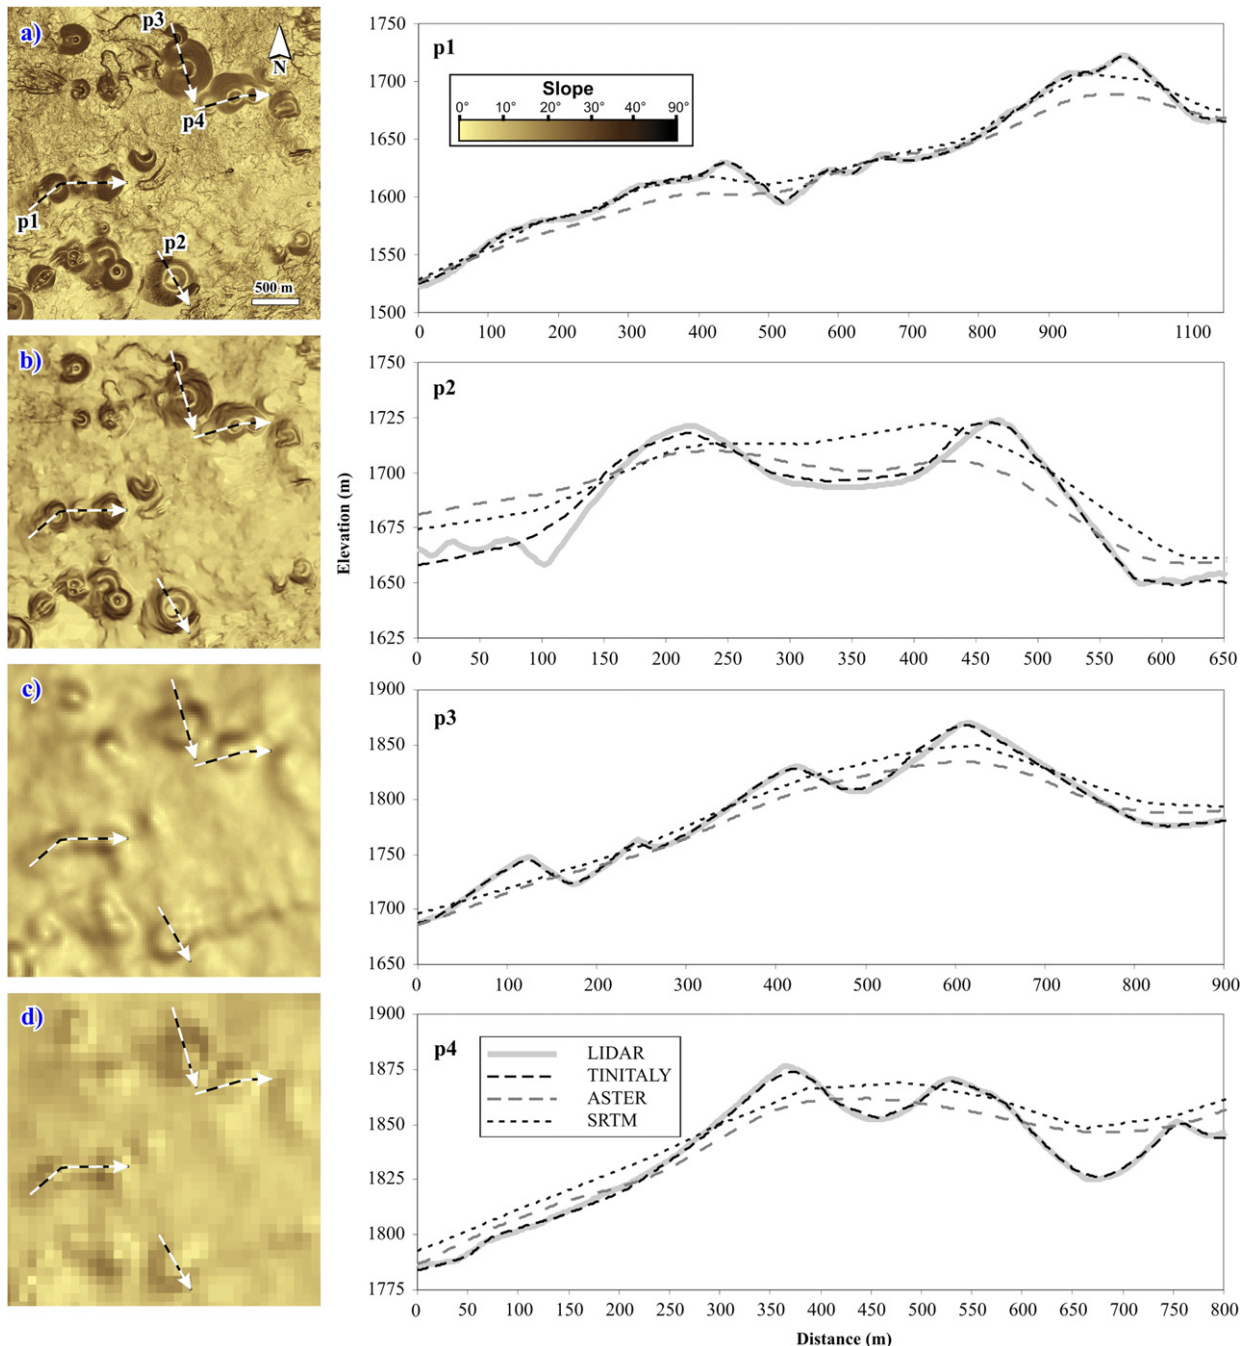 a)
p3
N
p4
p1
p2
500 m
b)
c)
d)
Elevation (m)
p1
Slope
0° 10° 20° 30° 40° 90°
1750
1700
1650
1600
1550
1500
0 100 200 300 400 500 600 700 800 900 1100
p2
1750
1725
1700
1675
1650
1625
0 50 100 150 200 250 300 350 400 450 500 550 600 650
p3
1900
1850
1800
1750
1700
1650
0 100 200 300 400 500 600 700 800 900
p4
LIDAR
TINITALY
ASTER
SRTM
1900
1875
1850
1825
1800
1775
0 50 100 150 200 250 300 350 400 450 500 550 600 650 700 750 800
Distance (m)